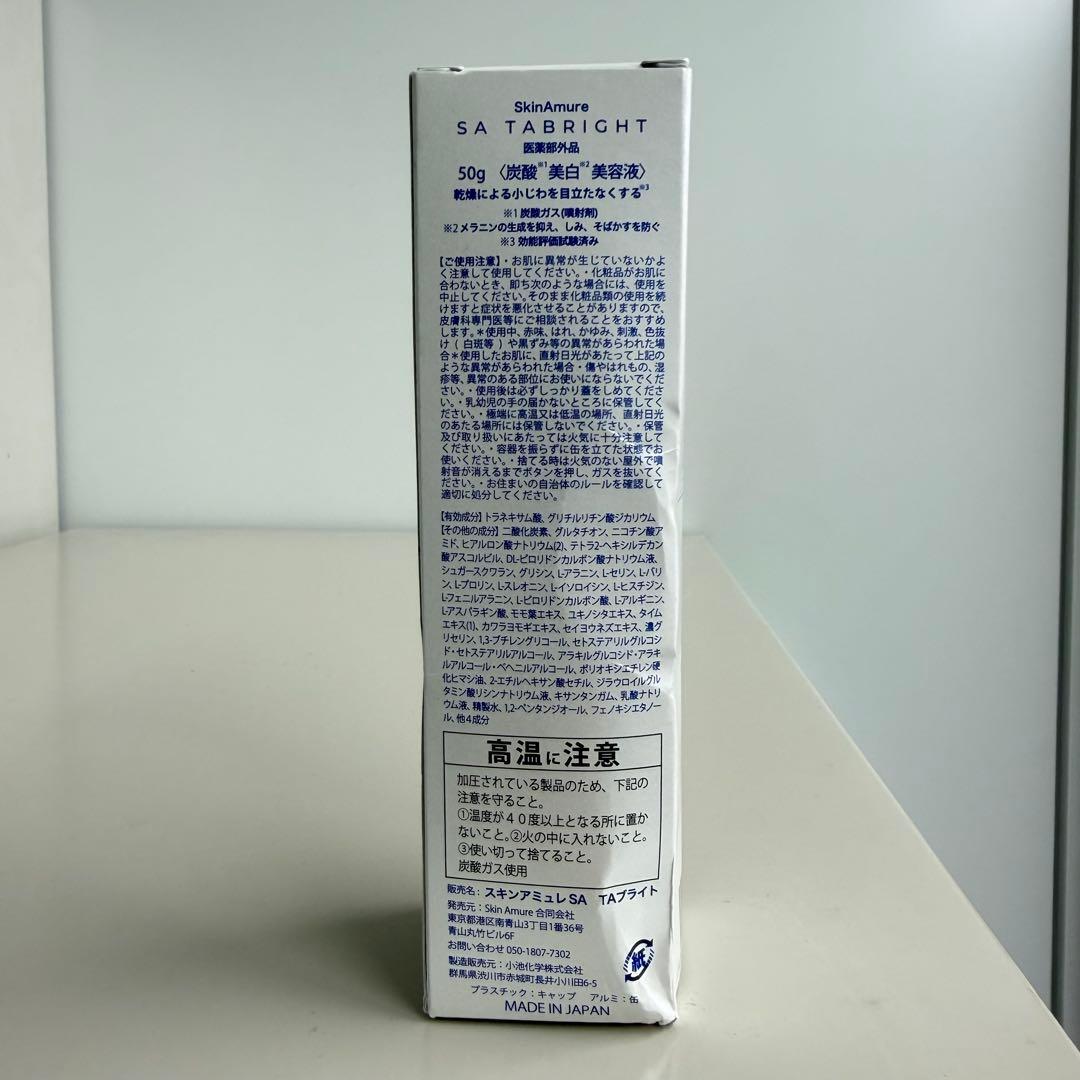 SkinAmure
SA TABRIGHT
医薬部外品
50g 〈炭酸※1美白※2美容液〉
乾燥による小じわを目立たなくする※3
※1 炭酸ガス(噴射剤)
※2 メラニンの生成を抑え、しみ、そばかすを防ぐ
※3 効能評価試験済み
【ご使用注意】・お肌に異常が生じていないかよ
く注意して使用してください。・化粧品がお肌に
合わないとき、即ち次のような場合には、使用を
中止してください。そのまま化粧品類の使用を続
けますと症状を悪化させることがありますので、
皮膚科専門医等にご相談されることをおすすめ
します。＊使用中、赤味、はれ、かゆみ、刺激、色抜
け(白斑等)や黒ずみ等の異常があらわれた場
合＊使用したお肌に、直射日光があたって上記の
ような異常があらわれた場合・傷やはれもの、湿
疹等、異常のある部位にお使いにならないでくだ
さい。・使用後は必ずしっかり蓋をしめてくださ
い。・乳幼児の手の届かないところに保管してく
ださい。・極端に高温又は低温の場所、直射日光
のあたる場所には保管しないでください。・保管
及び取り扱いにあたっては火気に十分注意して
ください。・容器を振らずに缶を立てた状態でお
使いください。・捨てる時は火気のない屋外で噴
射音が消えるまでボタンを押し、ガスを抜いてく
ださい。・お住まいの自治体のルールを確認して
適切に処分してください。
【有効成分】トラネキサム酸、グリチルリチン酸ジカリウム
【その他の成分】二酸化炭素、グルタチオン、ニコチン酸ア
ミド、ヒアルロン酸ナトリウム(2)、テトラ2-ヘキシルデカン
酸アスコルビル、DL-ピロリドンカルボン酸ナトリウム液、
シュガースクワラン、グリシン、L-アラニン、L-セリン、L-バリ
ン、L-プロリン、L-スレオニン、L-イソロイシン、L-ヒスチジン、
L-フェニルアラニン、L-ピロリドンカルボン酸、L-アルギニン、
L-アスパラギン酸、モモ葉エキス、ユキノシタエキス、タイム
エキス(1)、カワラヨモギエキス、セイヨウネズエキス、濃グ
リセリン、1,3-ブチレングリコール、セトステアリルグルコシ
ド・セトステアリルアルコール、アラキルグルコシド・アラキ
ルアルコール・ベヘニルアルコール、ポリオキシエチレン硬
化ヒマシ油、2-エチルヘキサン酸セチル、ジラウロイルグル
タミン酸リシンナトリウム液、キサンタンガム、乳酸ナトリ
ウム液、精製水、1,2-ペンタンジオール、フェノキシエタノー
ル、他4成分
高温に注意
加圧されている製品のため、下記の
注意を守ること。
①温度が４０度以上となる所に置か
ないこと。②火の中に入れないこと。
③使い切って捨てること。
炭酸ガス使用
販売名：スキンアミュレSA　TAブライト
発売元：Skin Amure 合同会社
東京都港区南青山3丁目1番36号
青山丸竹ビル6F
お問い合わせ 050-1807-7302
製造販売元：小池化学株式会社
群馬県渋川市赤城町長井小川田6-5
紙
プラスチック：キャップ　アルミ：缶
MADE IN JAPAN